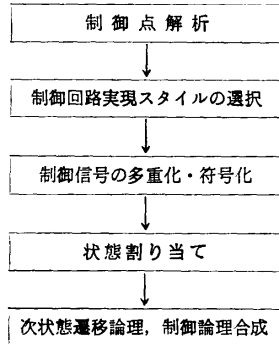 制御点解析
制御回路実現スタイルの選択
制御信号の多重化・符号化
状態割り当て
次状態遷移論理，制御論理合成